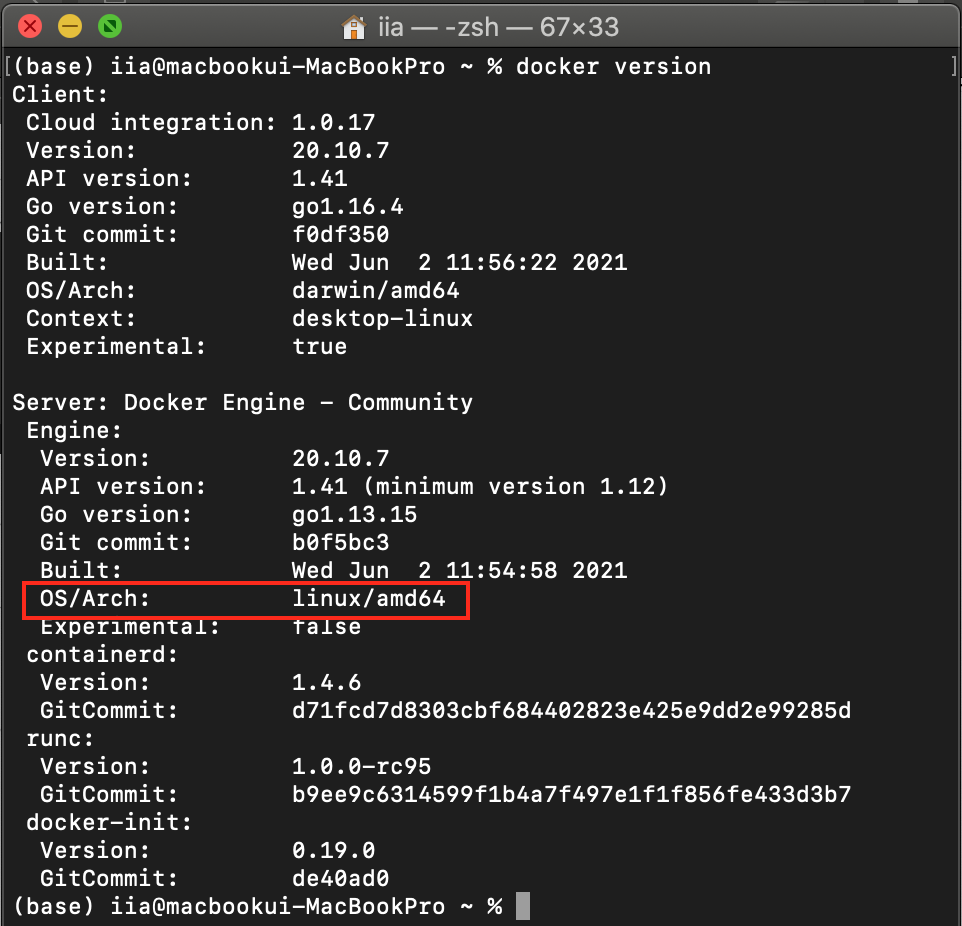 iia — -zsh — 67×33
[(base) iia@macbookui-MacBookPro ~ % docker version ]
Client:
 Cloud integration: 1.0.17
 Version:           20.10.7
 API version:       1.41
 Go version:        go1.16.4
 Git commit:        f0df350
 Built:             Wed Jun  2 11:56:22 2021
 OS/Arch:           darwin/amd64
 Context:           desktop-linux
 Experimental:      true

Server: Docker Engine - Community
 Engine:
  Version:          20.10.7
  API version:      1.41 (minimum version 1.12)
  Go version:       go1.13.15
  Git commit:       b0f5bc3
  Built:            Wed Jun  2 11:54:58 2021
  OS/Arch:          linux/amd64
  Experimental:     false
 containerd:
  Version:          1.4.6
  GitCommit:        d71fcd7d8303cbf684402823e425e9dd2e99285d
 runc:
  Version:          1.0.0-rc95
  GitCommit:        b9ee9c6314599f1b4a7f497e1f1f856fe433d3b7
 docker-init:
  Version:          0.19.0
  GitCommit:        de40ad0
(base) iia@macbookui-MacBookPro ~ %